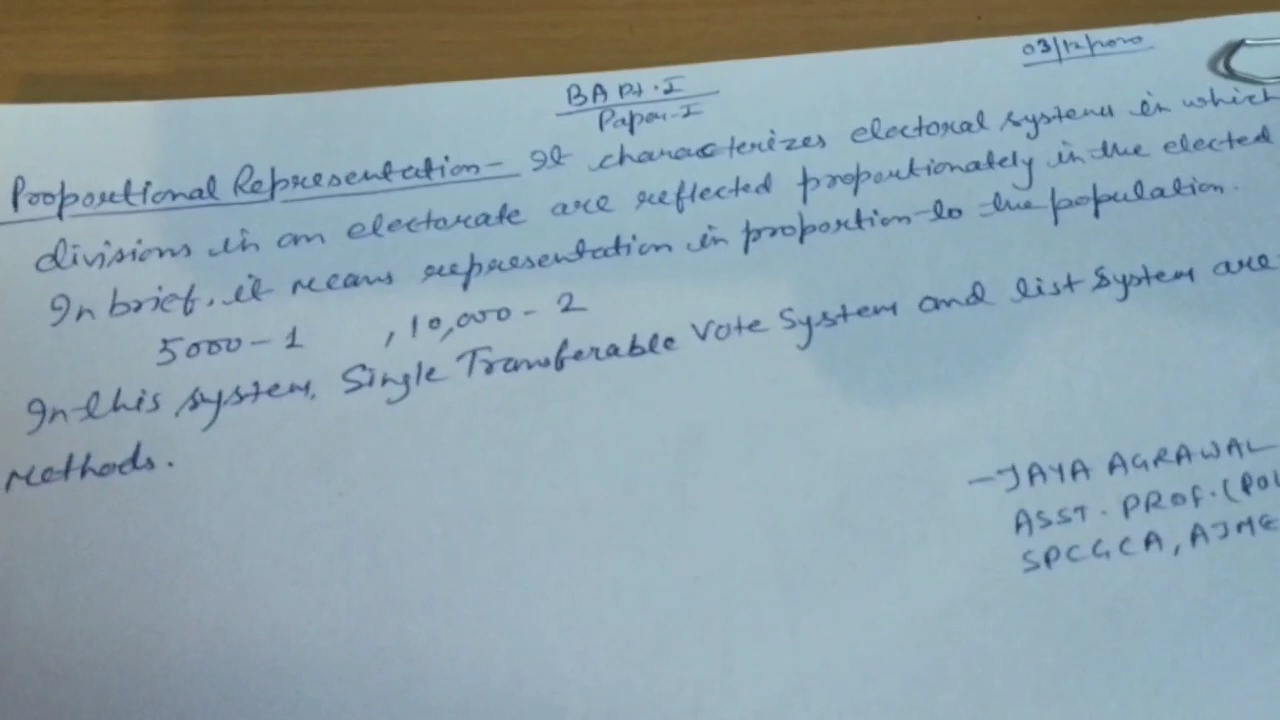 03/12/2020
BA Pt.I
Paper-I
Proportional Representation - It characterizes electoral systems in which
divisions in an electorate are reflected proportionately in the elected
In brief, it means representation in proportion to the population.
5000-1 , 10,000-2
In this system, Single Transferable Vote System and list System are
methods.
- JAYA AGRAWAL
ASST. PROF. (POL
SPCGCA, AJME